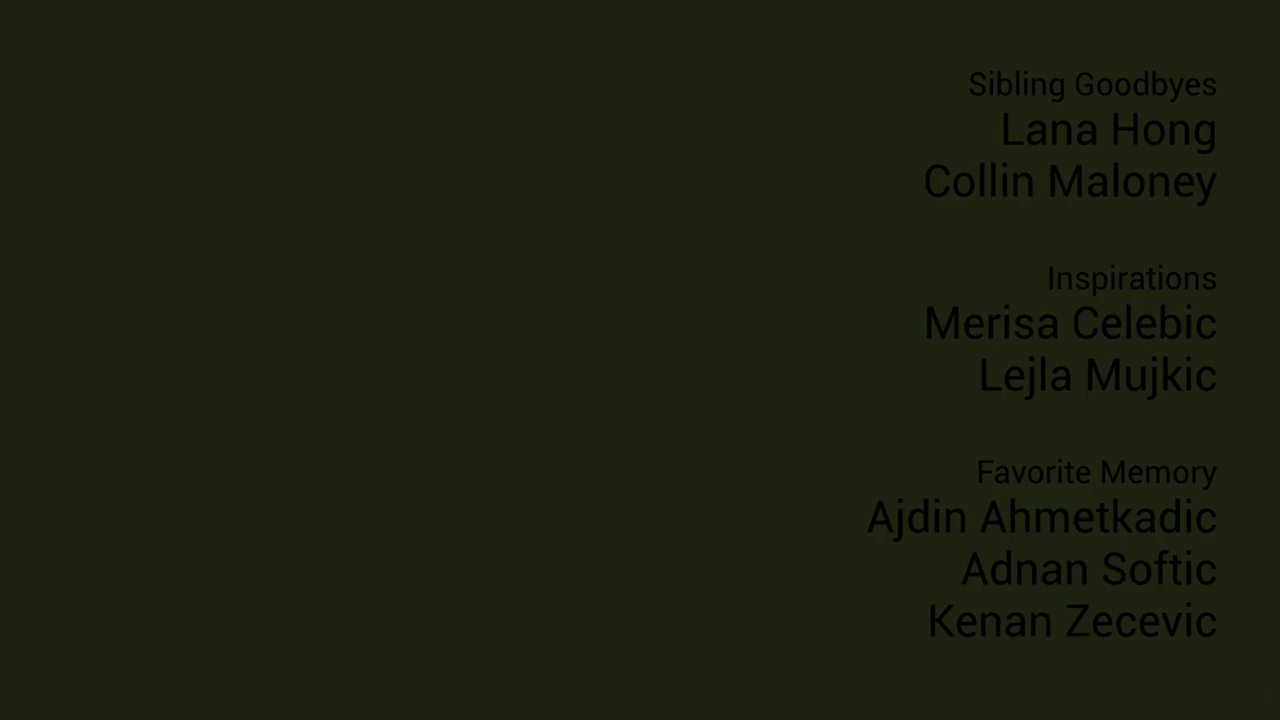 Sibling Goodbyes
Lana Hong
Collin Maloney
Inspirations
Merisa Celebic
Lejla Mujkic
Favorite Memory
Ajdin Ahmetkadic
Adnan Softic
Kenan Zecevic